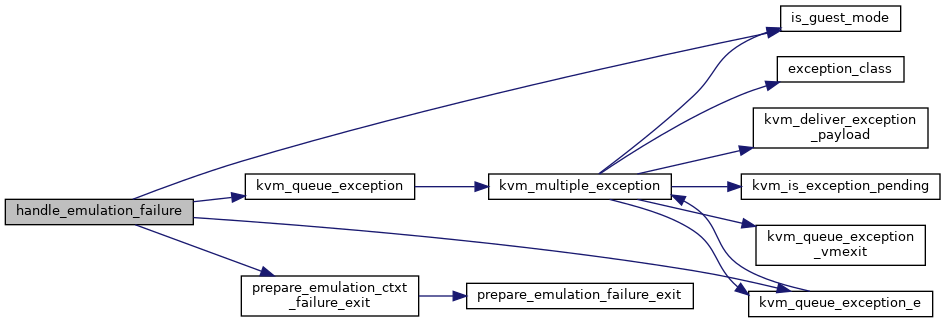 is_guest_mode
exception_class
kvm_deliver_exception
_payload
kvm_queue_exception
kvm_multiple_exception
kvm_is_exception_pending
handle_emulation_failure
kvm_queue_exception
_vmexit
prepare_emulation_ctxt
_failure_exit
prepare_emulation_failure_exit
kvm_queue_exception_e